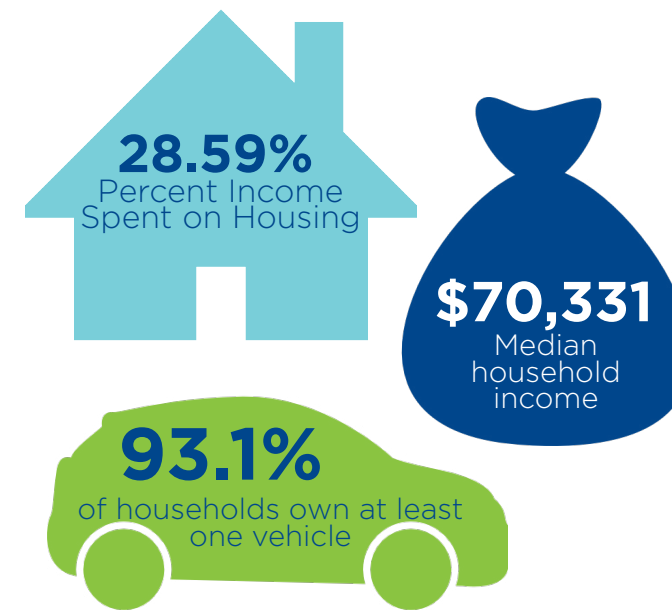 28.59%
Percent Income
Spent on Housing
$70,331
Median
household
income
93.1%
of households own at least
one vehicle